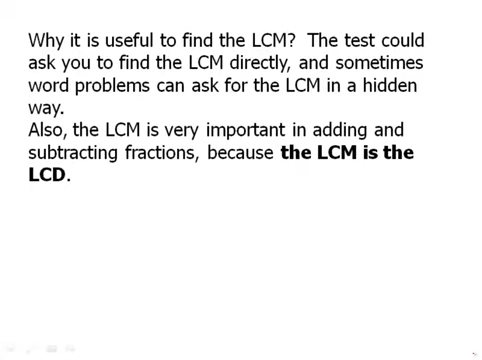 Why it is useful to find the LCM?  The test could
ask you to find the LCM directly, and sometimes
word problems can ask for the LCM in a hidden
way.
Also, the LCM is very important in adding and
subtracting fractions, because the LCM is the
LCD.